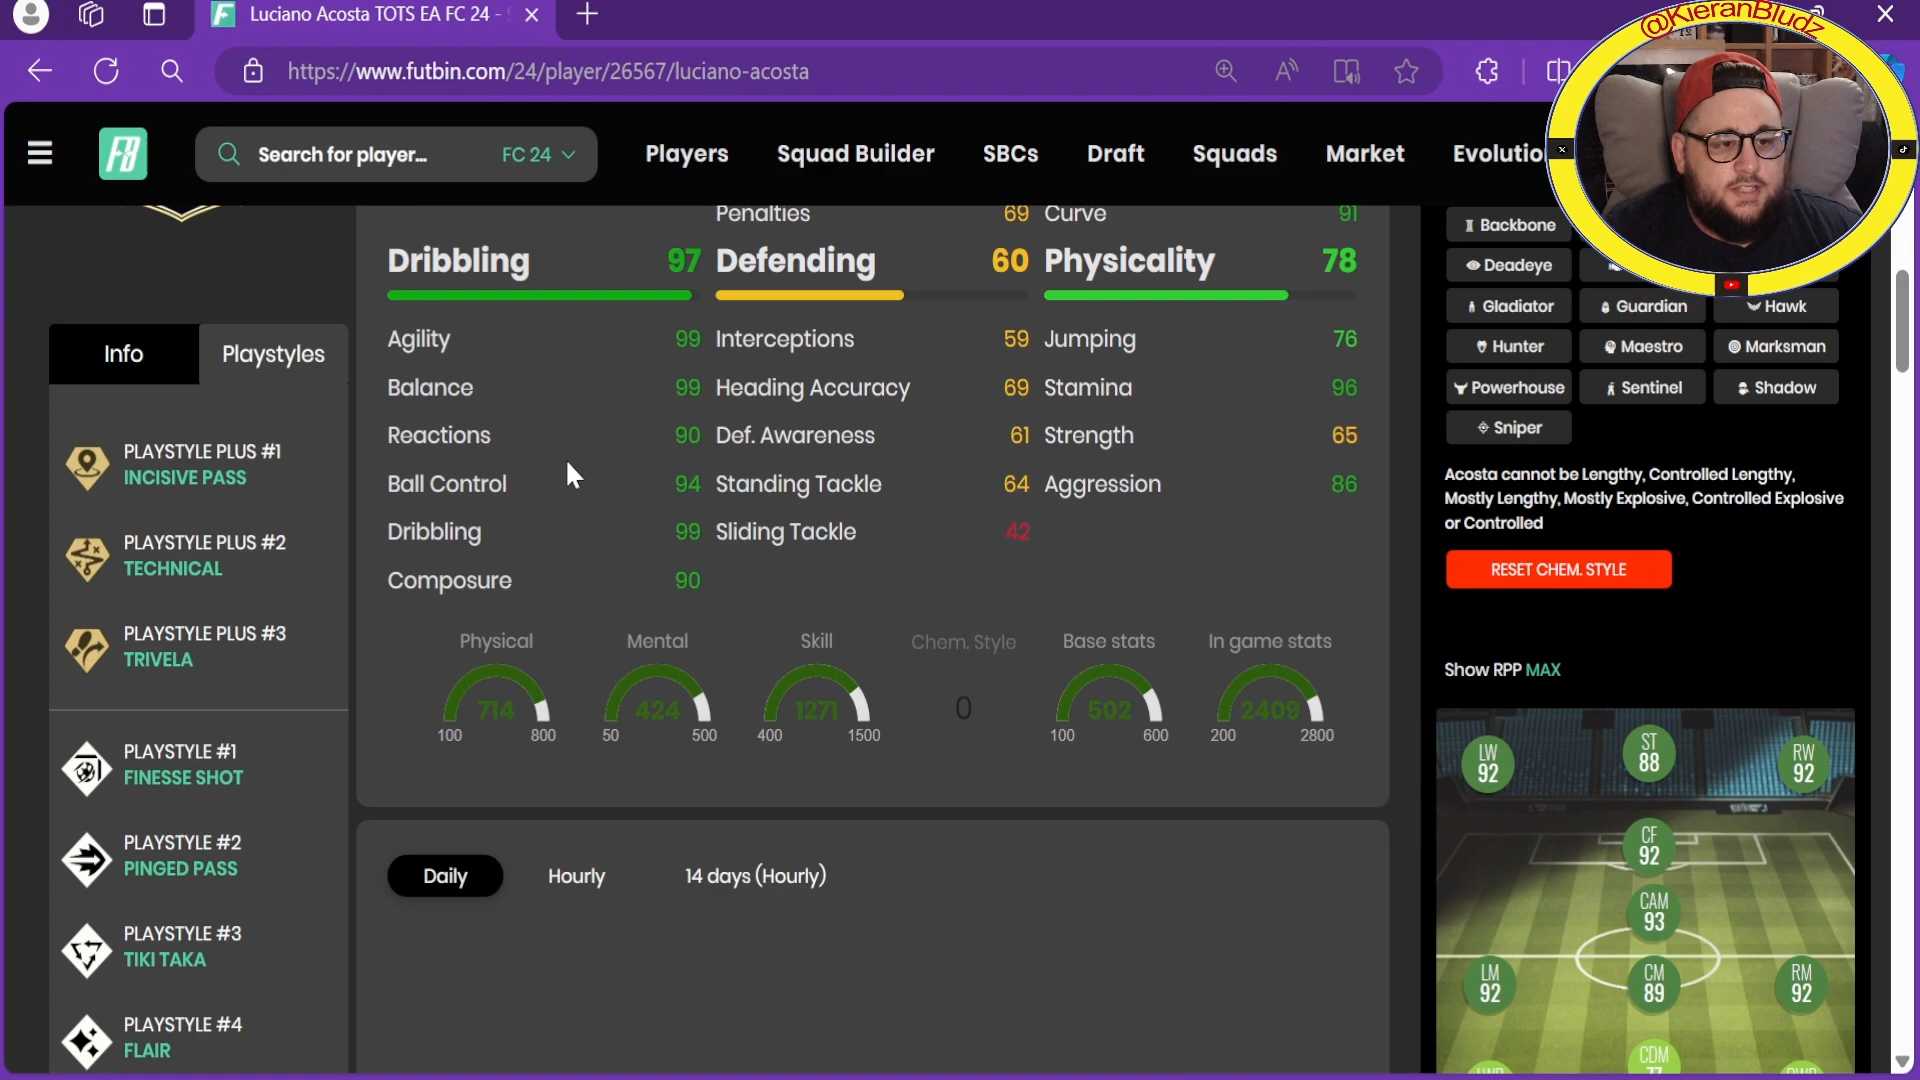 Luciano Acosta TOTS EA FC 24 -
https://www.futbin.com/24/player/26567/luciano-acosta
@KieranBludz
Search for player...
FC 24
Players
Squad Builder
SBCs
Draft
Squads
Market
Evolutio
Penalties 69 Curve 91
Dribbling 97 Defending 60 Physicality 78
Agility 99 Interceptions 59 Jumping 76
Balance 99 Heading Accuracy 69 Stamina 96
Reactions 90 Def. Awareness 61 Strength 65
Ball Control 94 Standing Tackle 64 Aggression 86
Dribbling 99 Sliding Tackle 42
Composure 90
Info
Playstyles
PLAYSTYLE PLUS #1
INCISIVE PASS
PLAYSTYLE PLUS #2
TECHNICAL
PLAYSTYLE PLUS #3
TRIVELA
PLAYSTYLE #1
FINESSE SHOT
PLAYSTYLE #2
PINGED PASS
PLAYSTYLE #3
TIKI TAKA
PLAYSTYLE #4
FLAIR
Physical Mental Skill Chem. Style Base stats In game stats
714 424 1271 0 502 2409
100 800 50 500 400 1500 100 600 200 2800
Daily
Hourly
14 days (Hourly)
Backbone
Deadeye
Gladiator Guardian Hawk
Hunter Maestro Marksman
Powerhouse Sentinel Shadow
Sniper
Acosta cannot be Lengthy, Controlled Lengthy,
Mostly Lengthy, Mostly Explosive, Controlled Explosive
or Controlled
RESET CHEM. STYLE
Show RPP MAX
LW
92
ST
88
RW
92
CF
92
CAM
93
LM
92
CM
89
RM
92
CDM
77